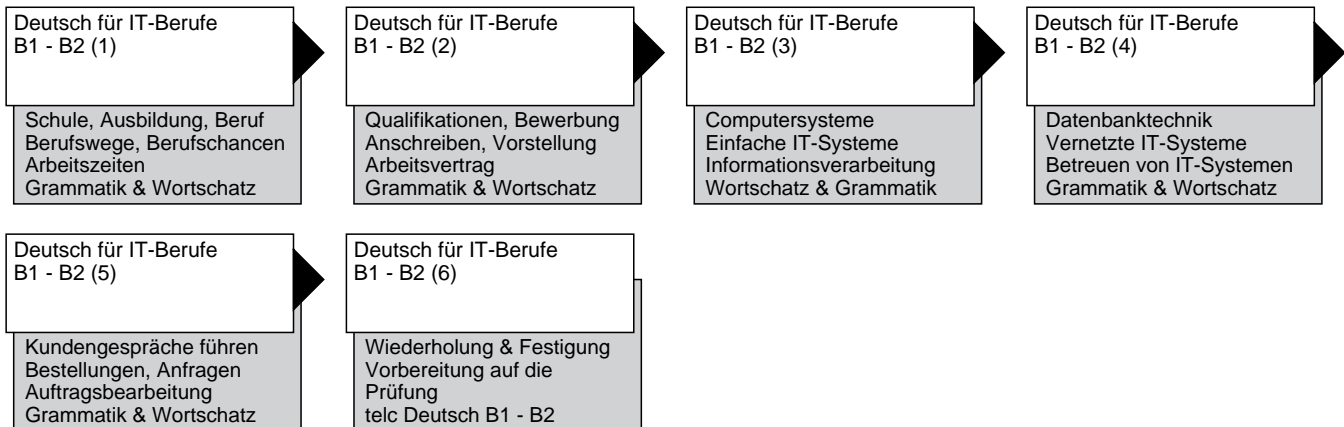 Deutsch für IT-Berufe
B1 - B2 (1)
Schule, Ausbildung, Beruf
Berufswege, Berufschancen
Arbeitszeiten
Grammatik & Wortschatz
Deutsch für IT-Berufe
B1 - B2 (2)
Qualifikationen, Bewerbung
Anschreiben, Vorstellung
Arbeitsvertrag
Grammatik & Wortschatz
Deutsch für IT-Berufe
B1 - B2 (3)
Computersysteme
Einfache IT-Systeme
Informationsverarbeitung
Wortschatz & Grammatik
Deutsch für IT-Berufe
B1 - B2 (4)
Datenbanktechnik
Vernetzte IT-Systeme
Betreuen von IT-Systemen
Grammatik & Wortschatz
Deutsch für IT-Berufe
B1 - B2 (5)
Kundengespräche führen
Bestellungen, Anfragen
Auftragsbearbeitung
Grammatik & Wortschatz
Deutsch für IT-Berufe
B1 - B2 (6)
Wiederholung & Festigung
Vorbereitung auf die
Prüfung
telc Deutsch B1 - B2